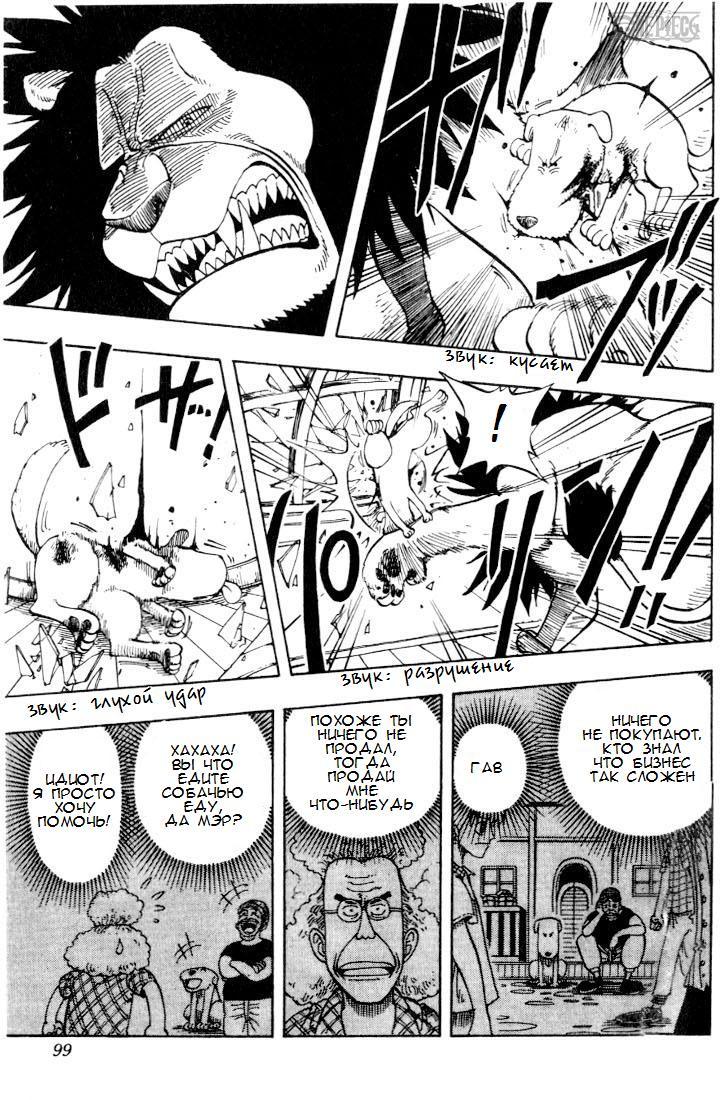 звук: кусает
!
звук: разрушение
звук: глухой удар
НИЧЕГО
НЕ ПОКУПАЮТ.
КТО ЗНАЛ
ЧТО БИЗНЕС
ТАК СЛОЖЕН
ГАВ
ПОХОЖЕ ТЫ
НИЧЕГО НЕ
ПРОДАЛ,
ТОГДА
ПРОДАЙ
МНЕ
ЧТО-НИБУДЬ
ХАХАХА!
ВЫ ЧТО
ЕДИТЕ
СОБАЧЬЮ
ЕДУ,
ДА МЭР?
ИДИОТ!
Я ПРОСТО
ХОЧУ
ПОМОЧЬ!
99